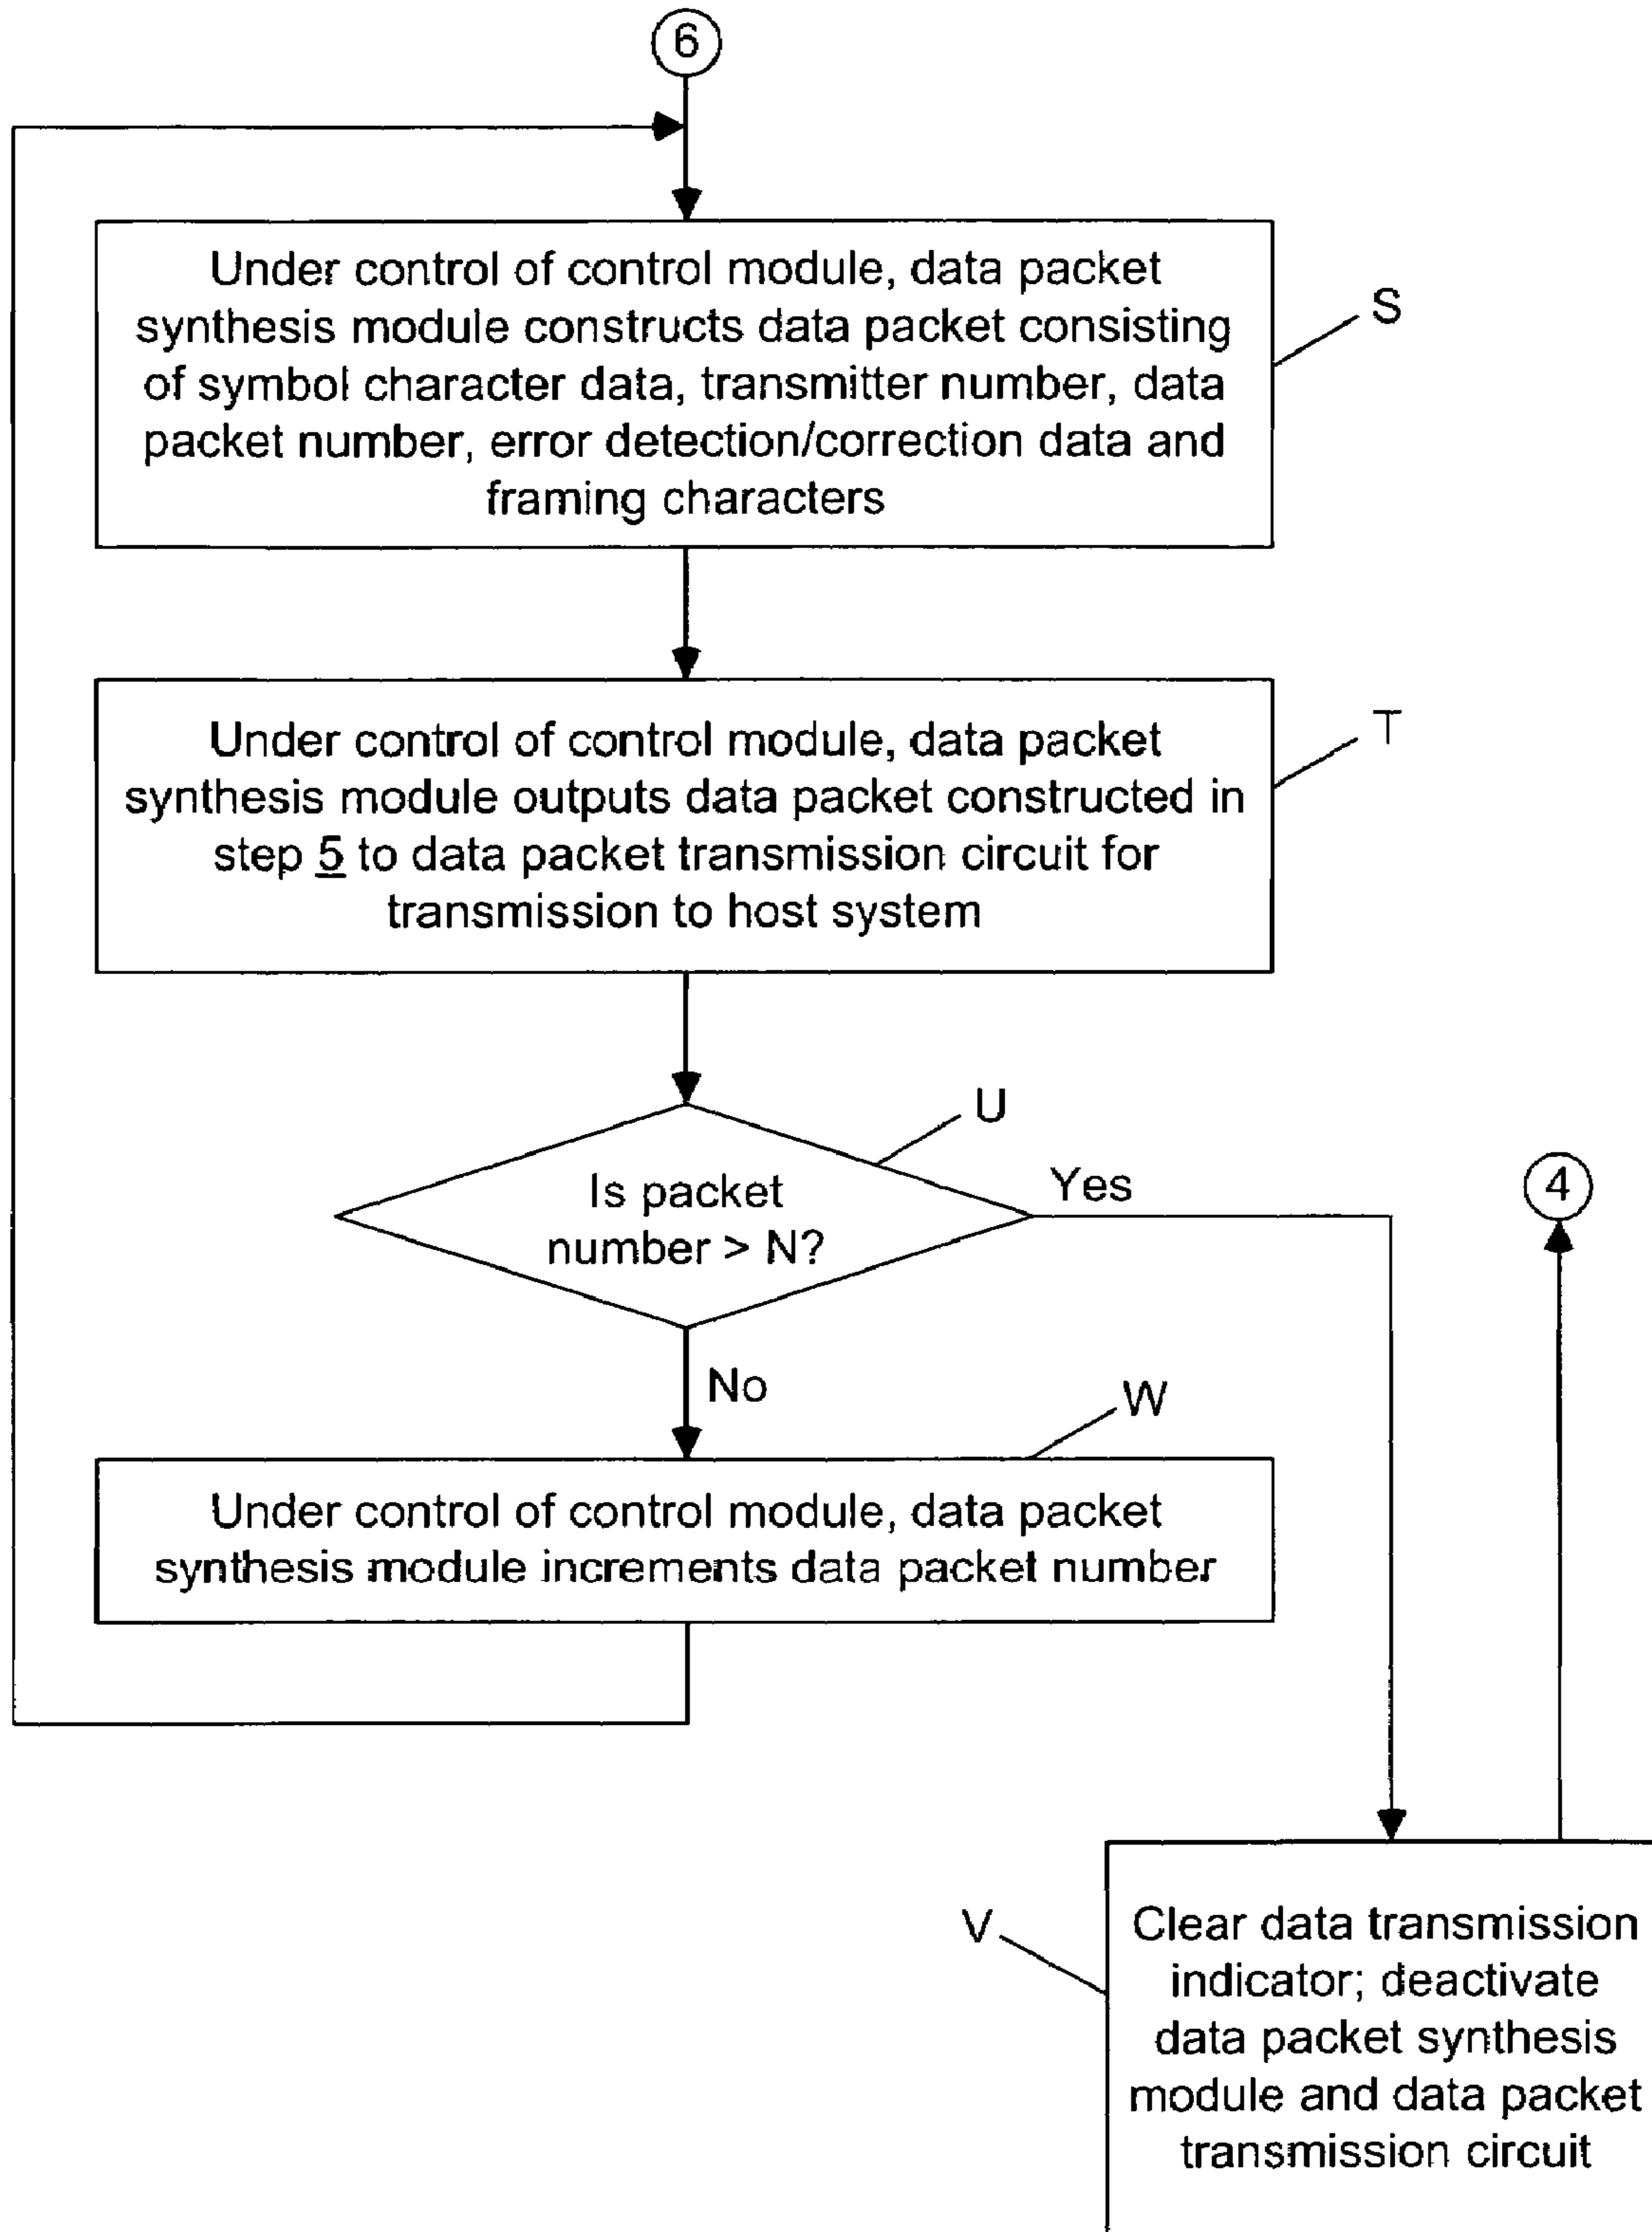 6
Under control of control module, data packet
synthesis module constructs data packet consisting
of symbol character data, transmitter number, data
packet number, error detection/correction data and
framing characters
S
Under control of control module, data packet
synthesis module outputs data packet constructed in
step 5 to data packet transmission circuit for
transmission to host system
T
U
Is packet
number > N?
Yes
4
No
W
Under control of control module, data packet
synthesis module increments data packet number
V
Clear data transmission
indicator; deactivate
data packet synthesis
module and data packet
transmission circuit